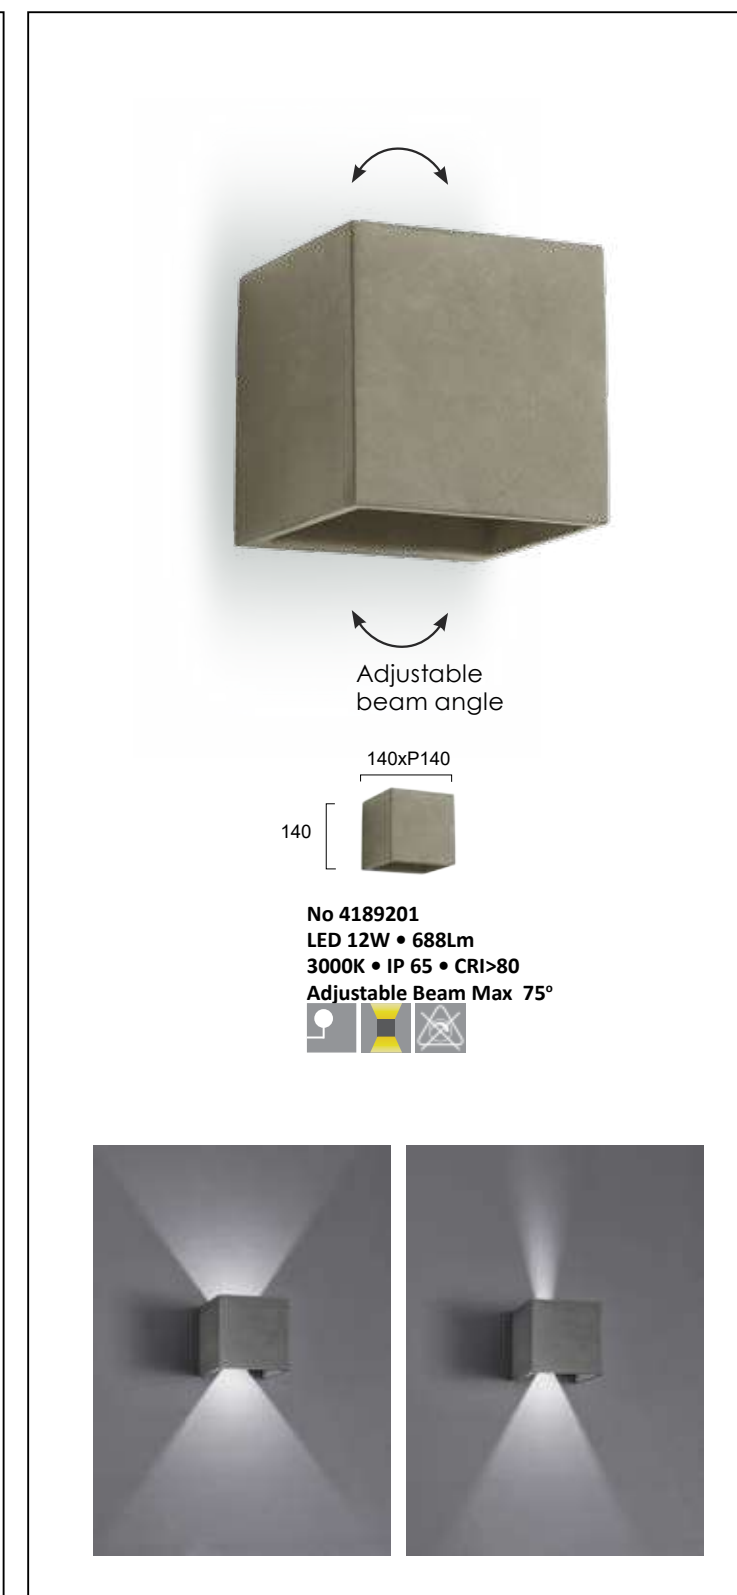 Adjustable
beam angle
140xP140
140
No 4189201
LED 12W • 688Lm
3000K • IP 65 • CRI>80
Adjustable Beam Max 75º